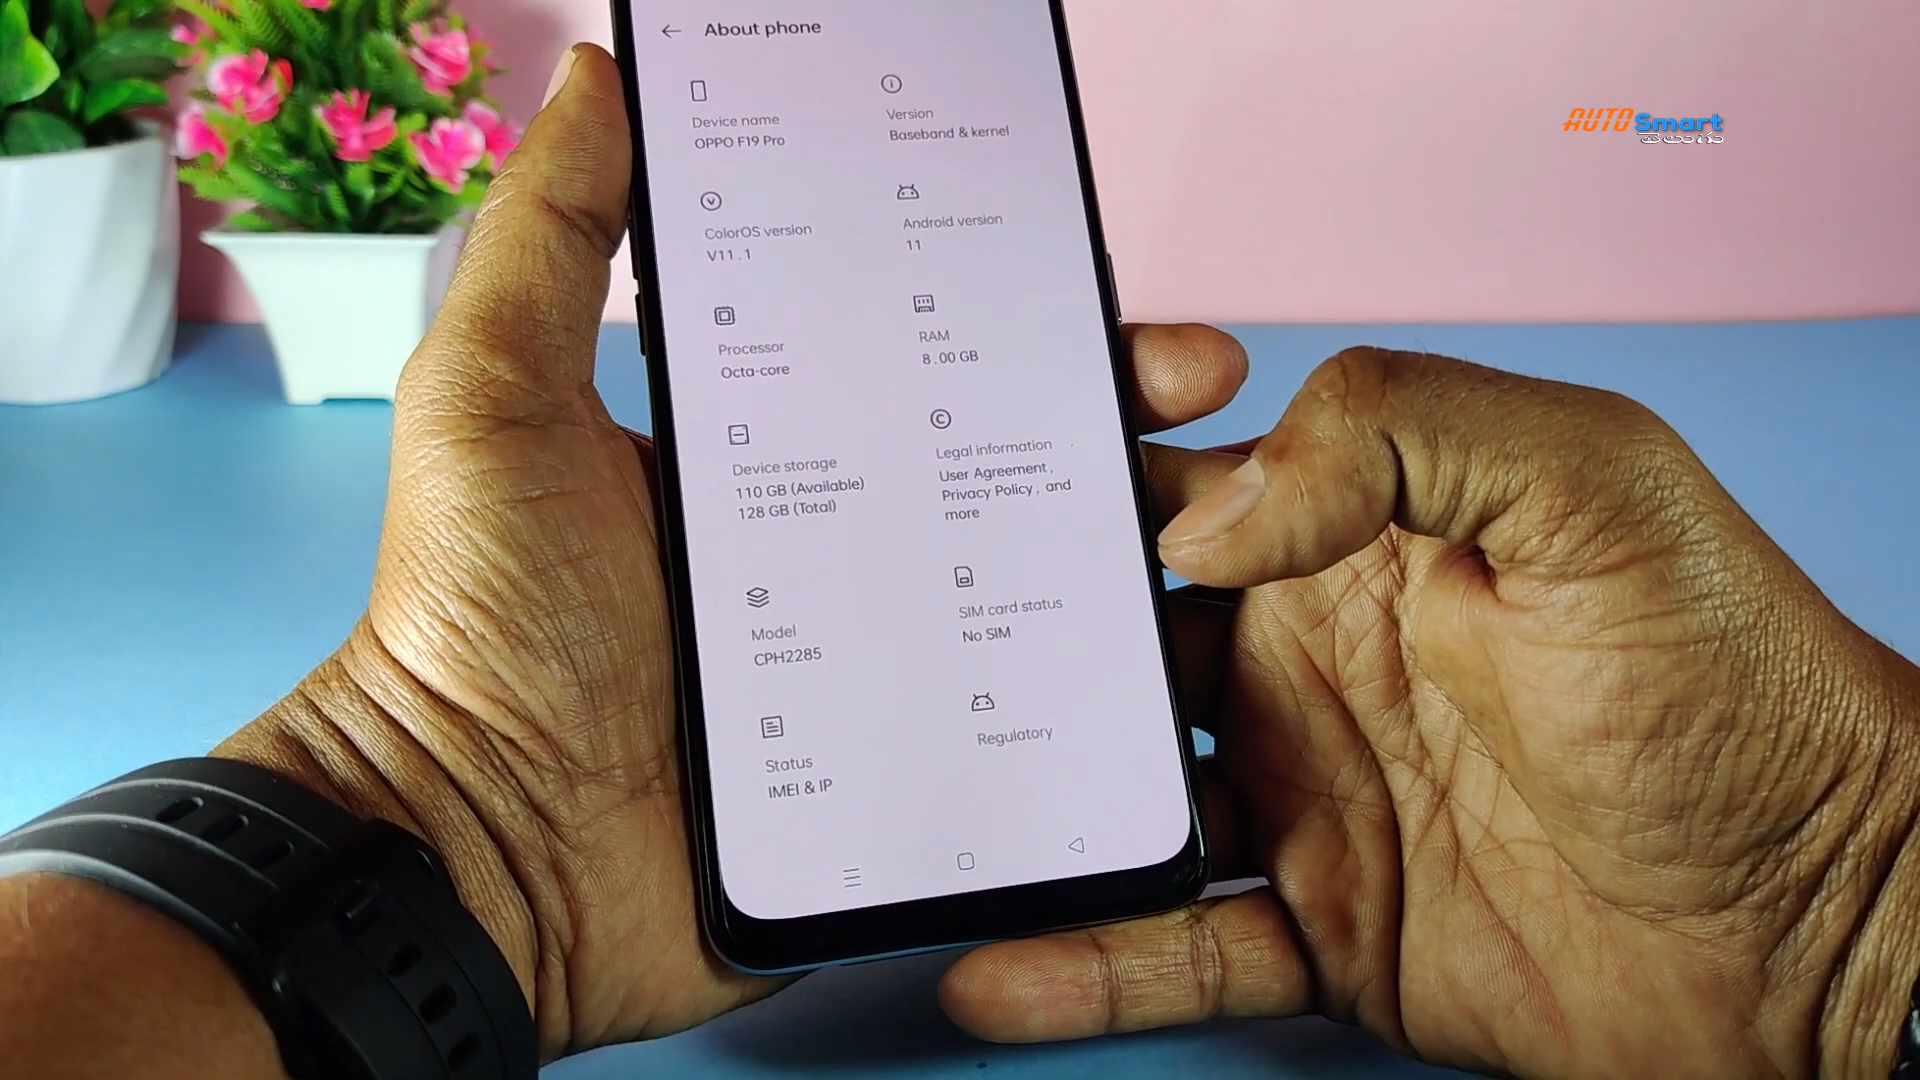 About phone
Device name
OPPO F19 Pro
Version
Baseband & kernel
ColorOS version
V11.1
Android version
11
Processor
Octa-core
RAM
8.00 GB
Device storage
110 GB (Available)
128 GB (Total)
Legal information
User Agreement,
Privacy Policy, and
more
Model
CPH2285
SIM card status
No SIM
Status
IMEI & IP
Regulatory
AUTO Smart
తెలుగు